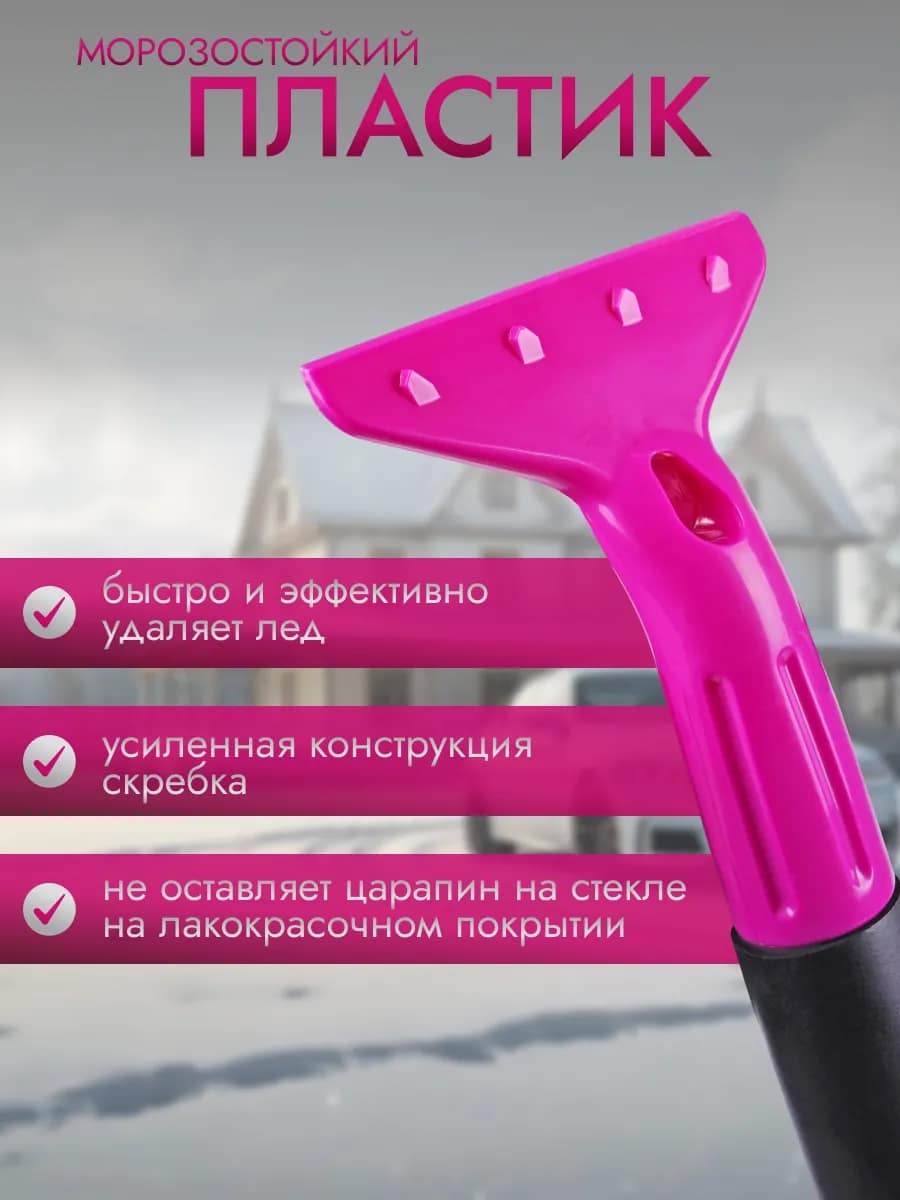 МОРОЗОСТОЙКИЙ
ПЛАСТИК
быстро и эффективно
удаляет лед
усиленная конструкция
скребка
не оставляет царапин на стекле
на лакокрасочном покрытии